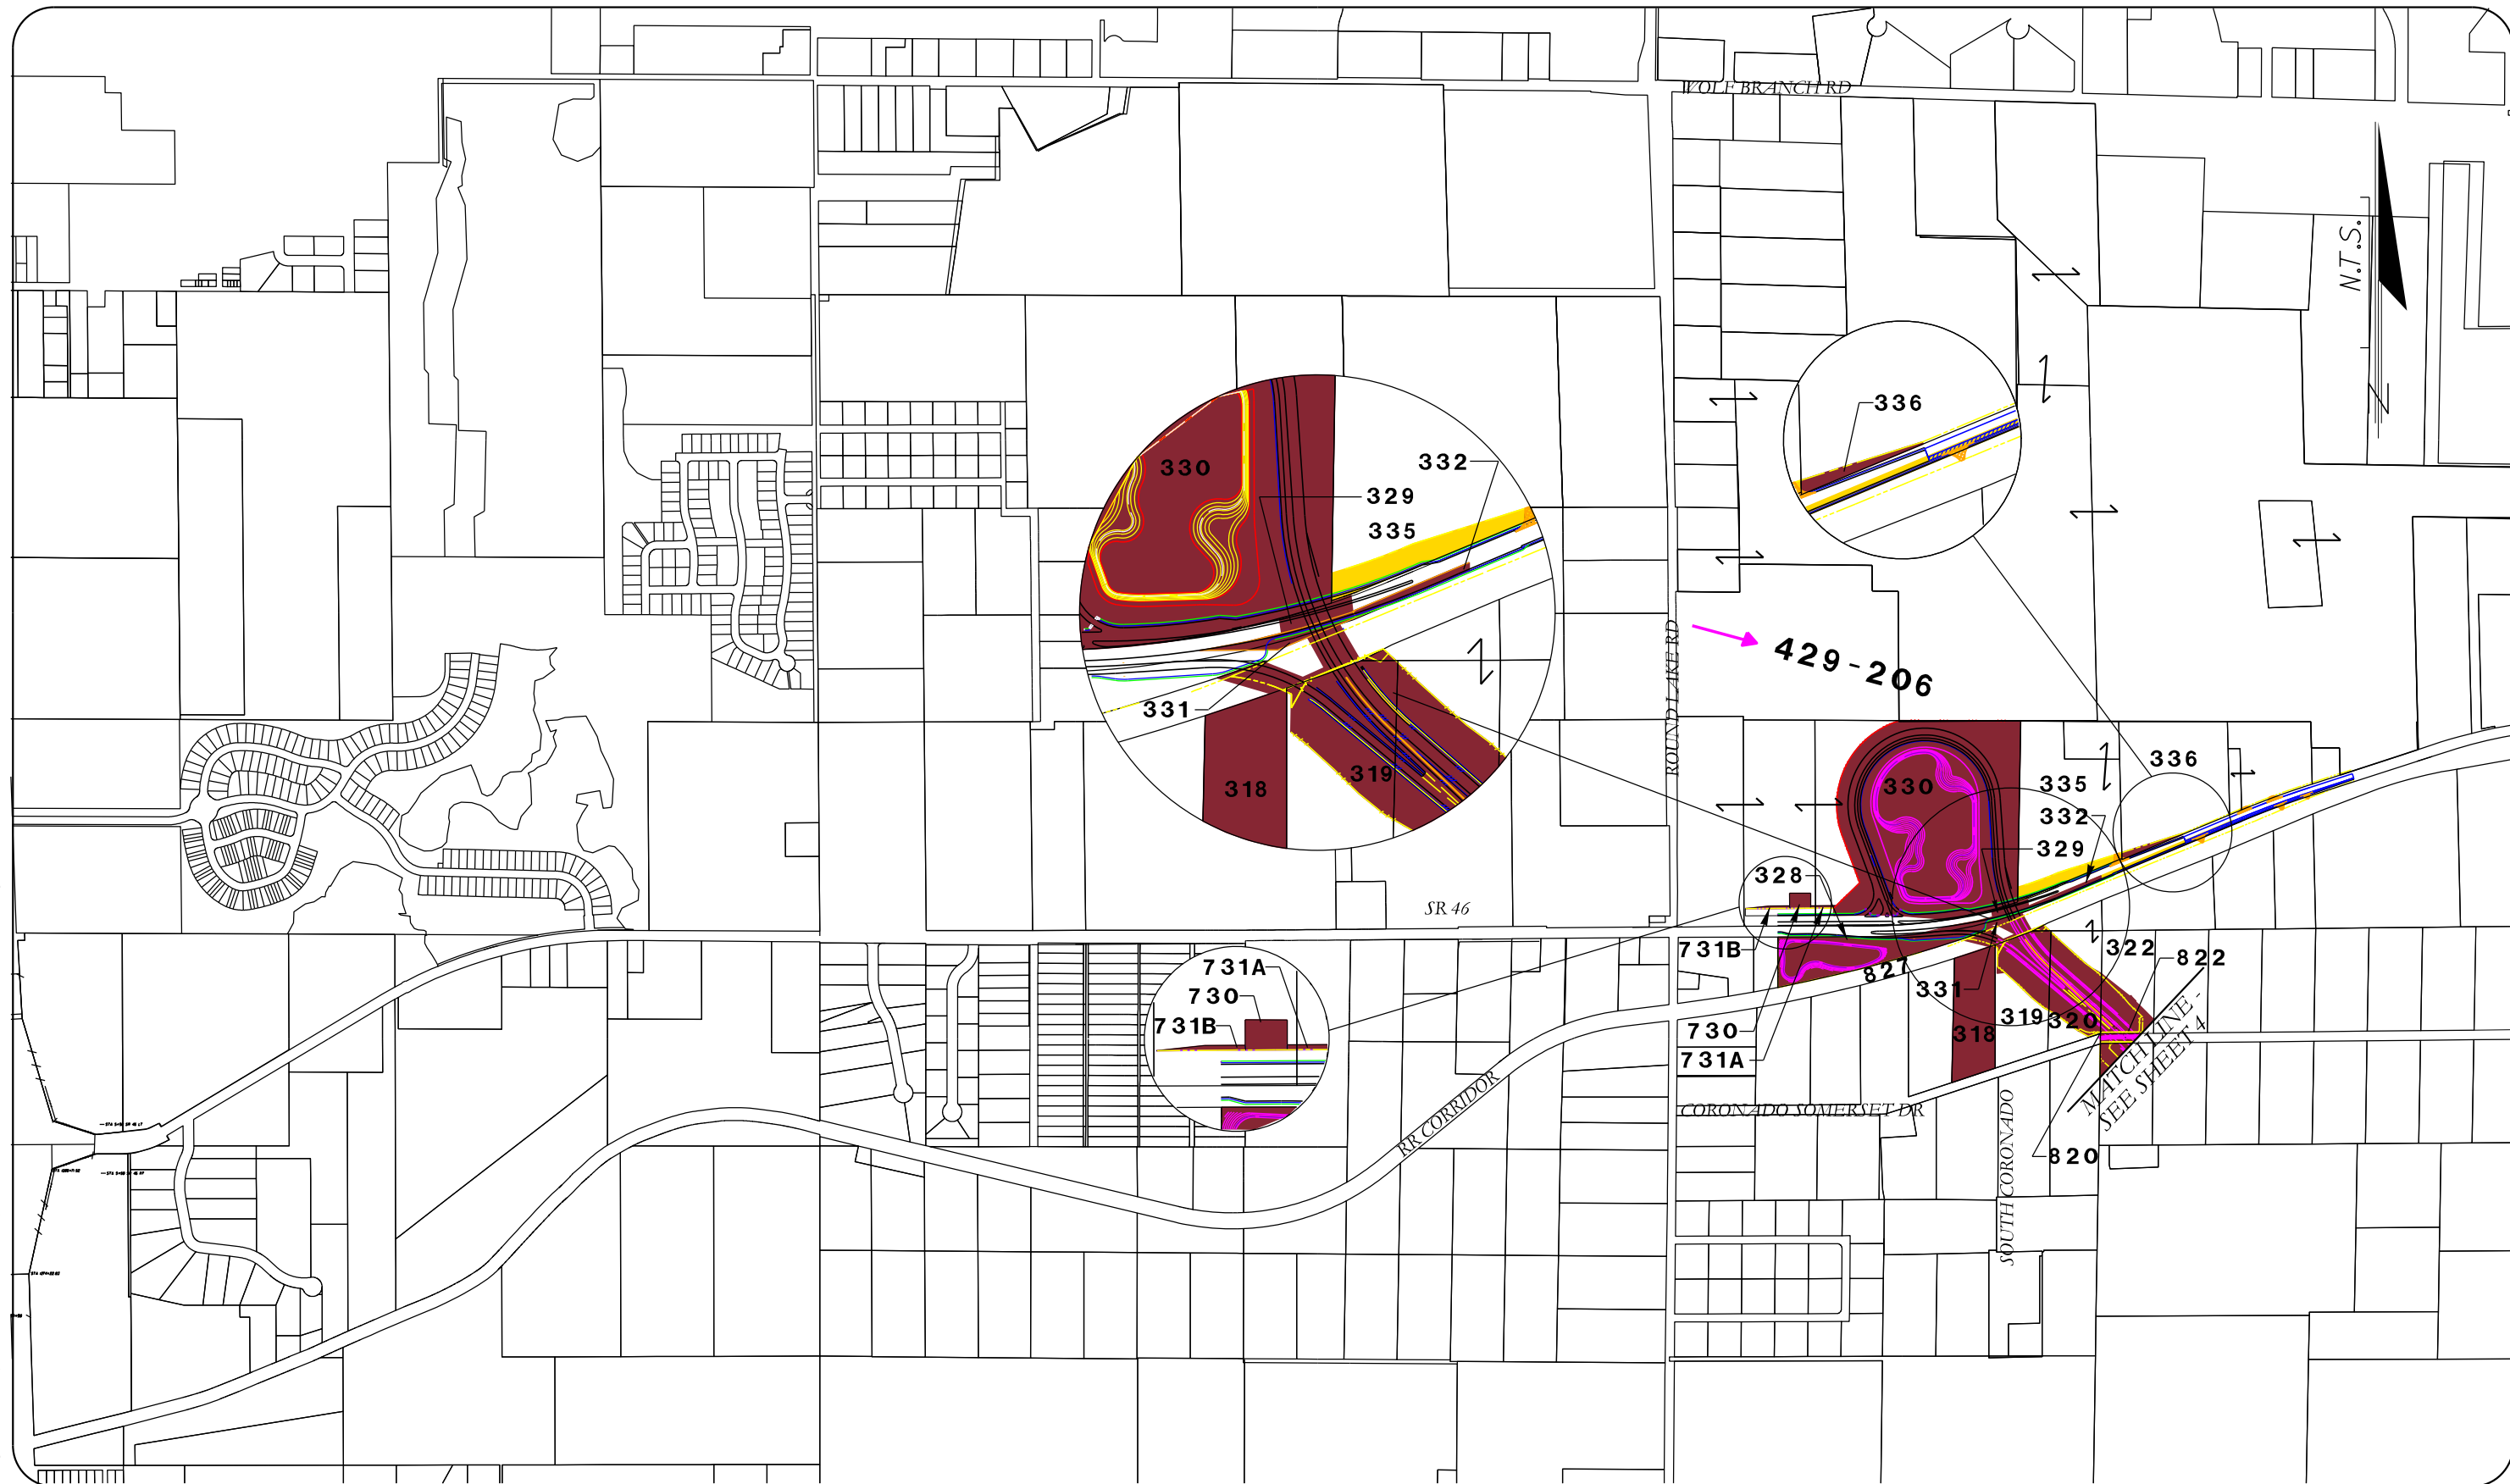 WOLF BRANCH RD
N.T.S.
336
330
332
329
335
331
318
319
ROUND LAKE RD
429-206
336
330
335
332
329
328
SR 46
731B
827
331
322
822
319
320
318
730
731A
MATCH LINE -
SEE SHEET 4
731A
730
731B
RR CORRIDOR
CORONADO SOMERSET DR
SOUTH CORONADO
820